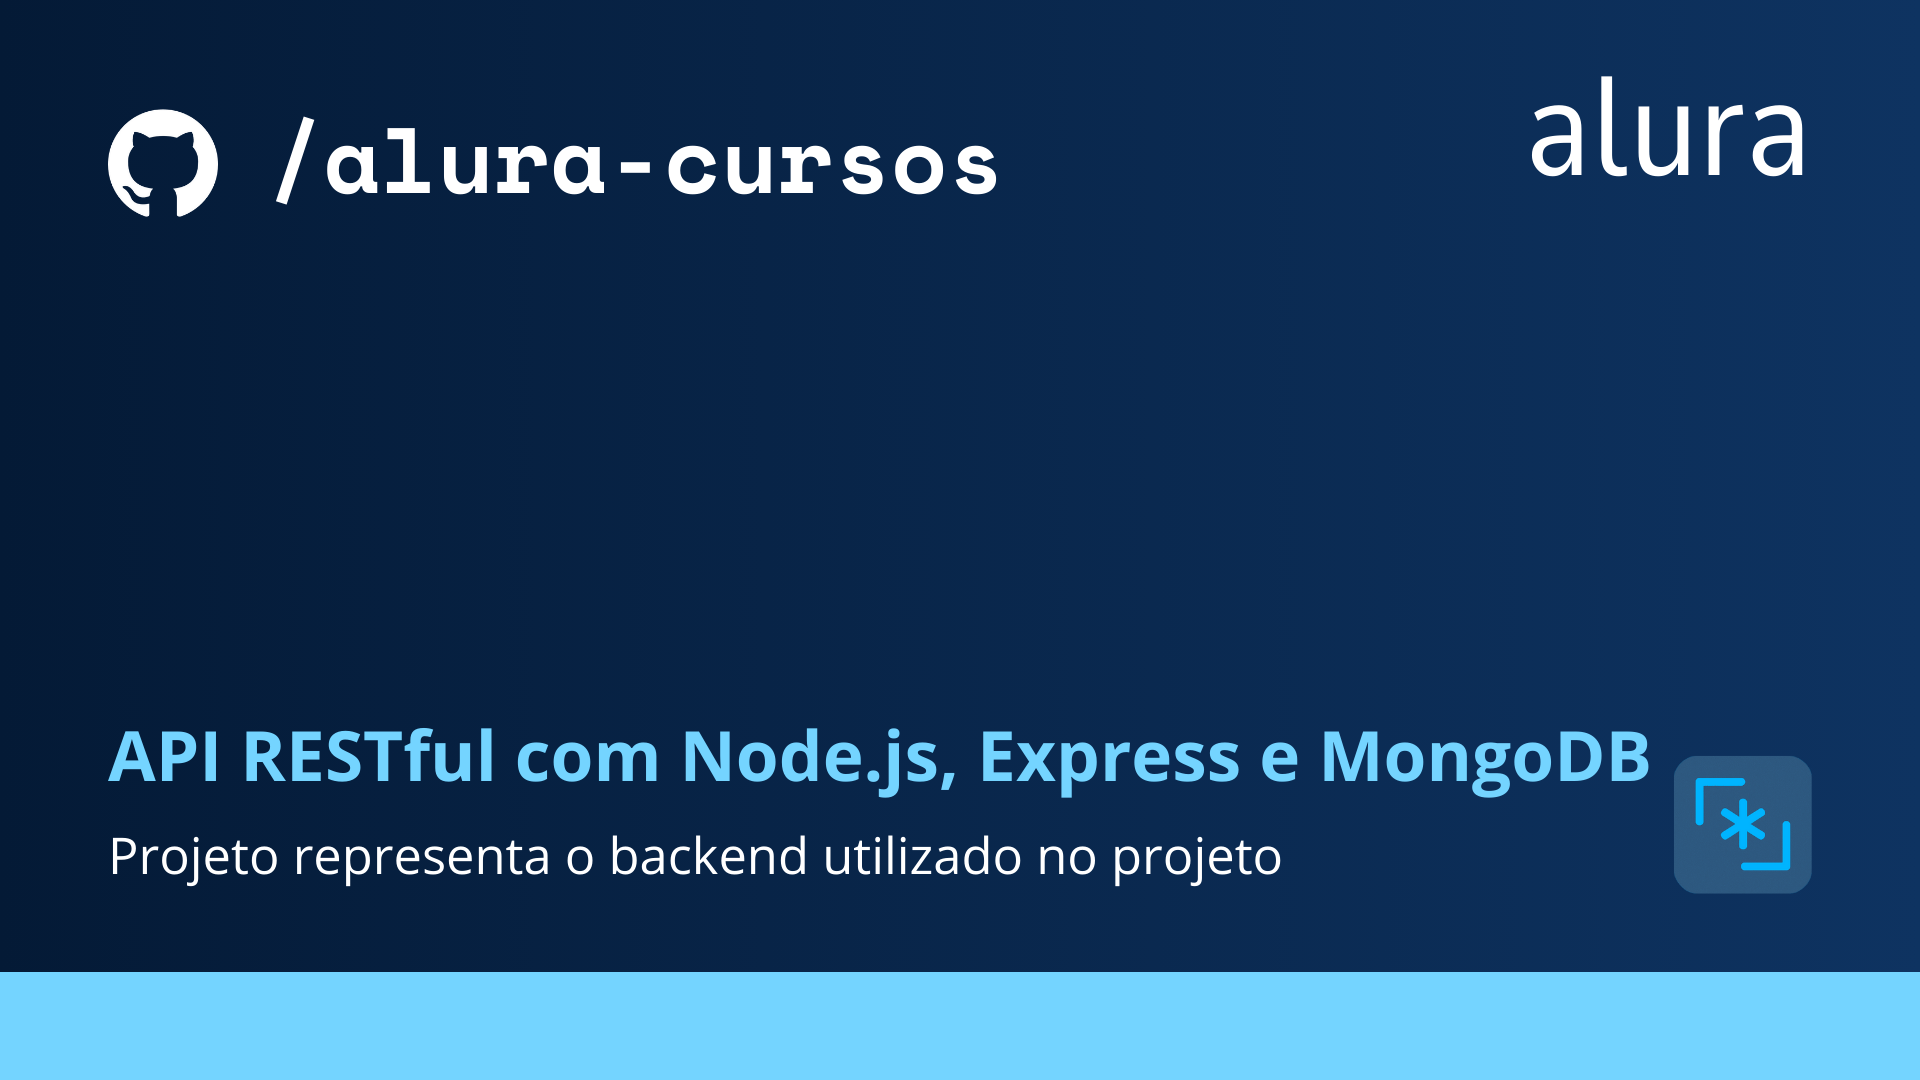 /alura-cursos
alura
API RESTful com Node.js, Express e MongoDB
Projeto representa o backend utilizado no projeto